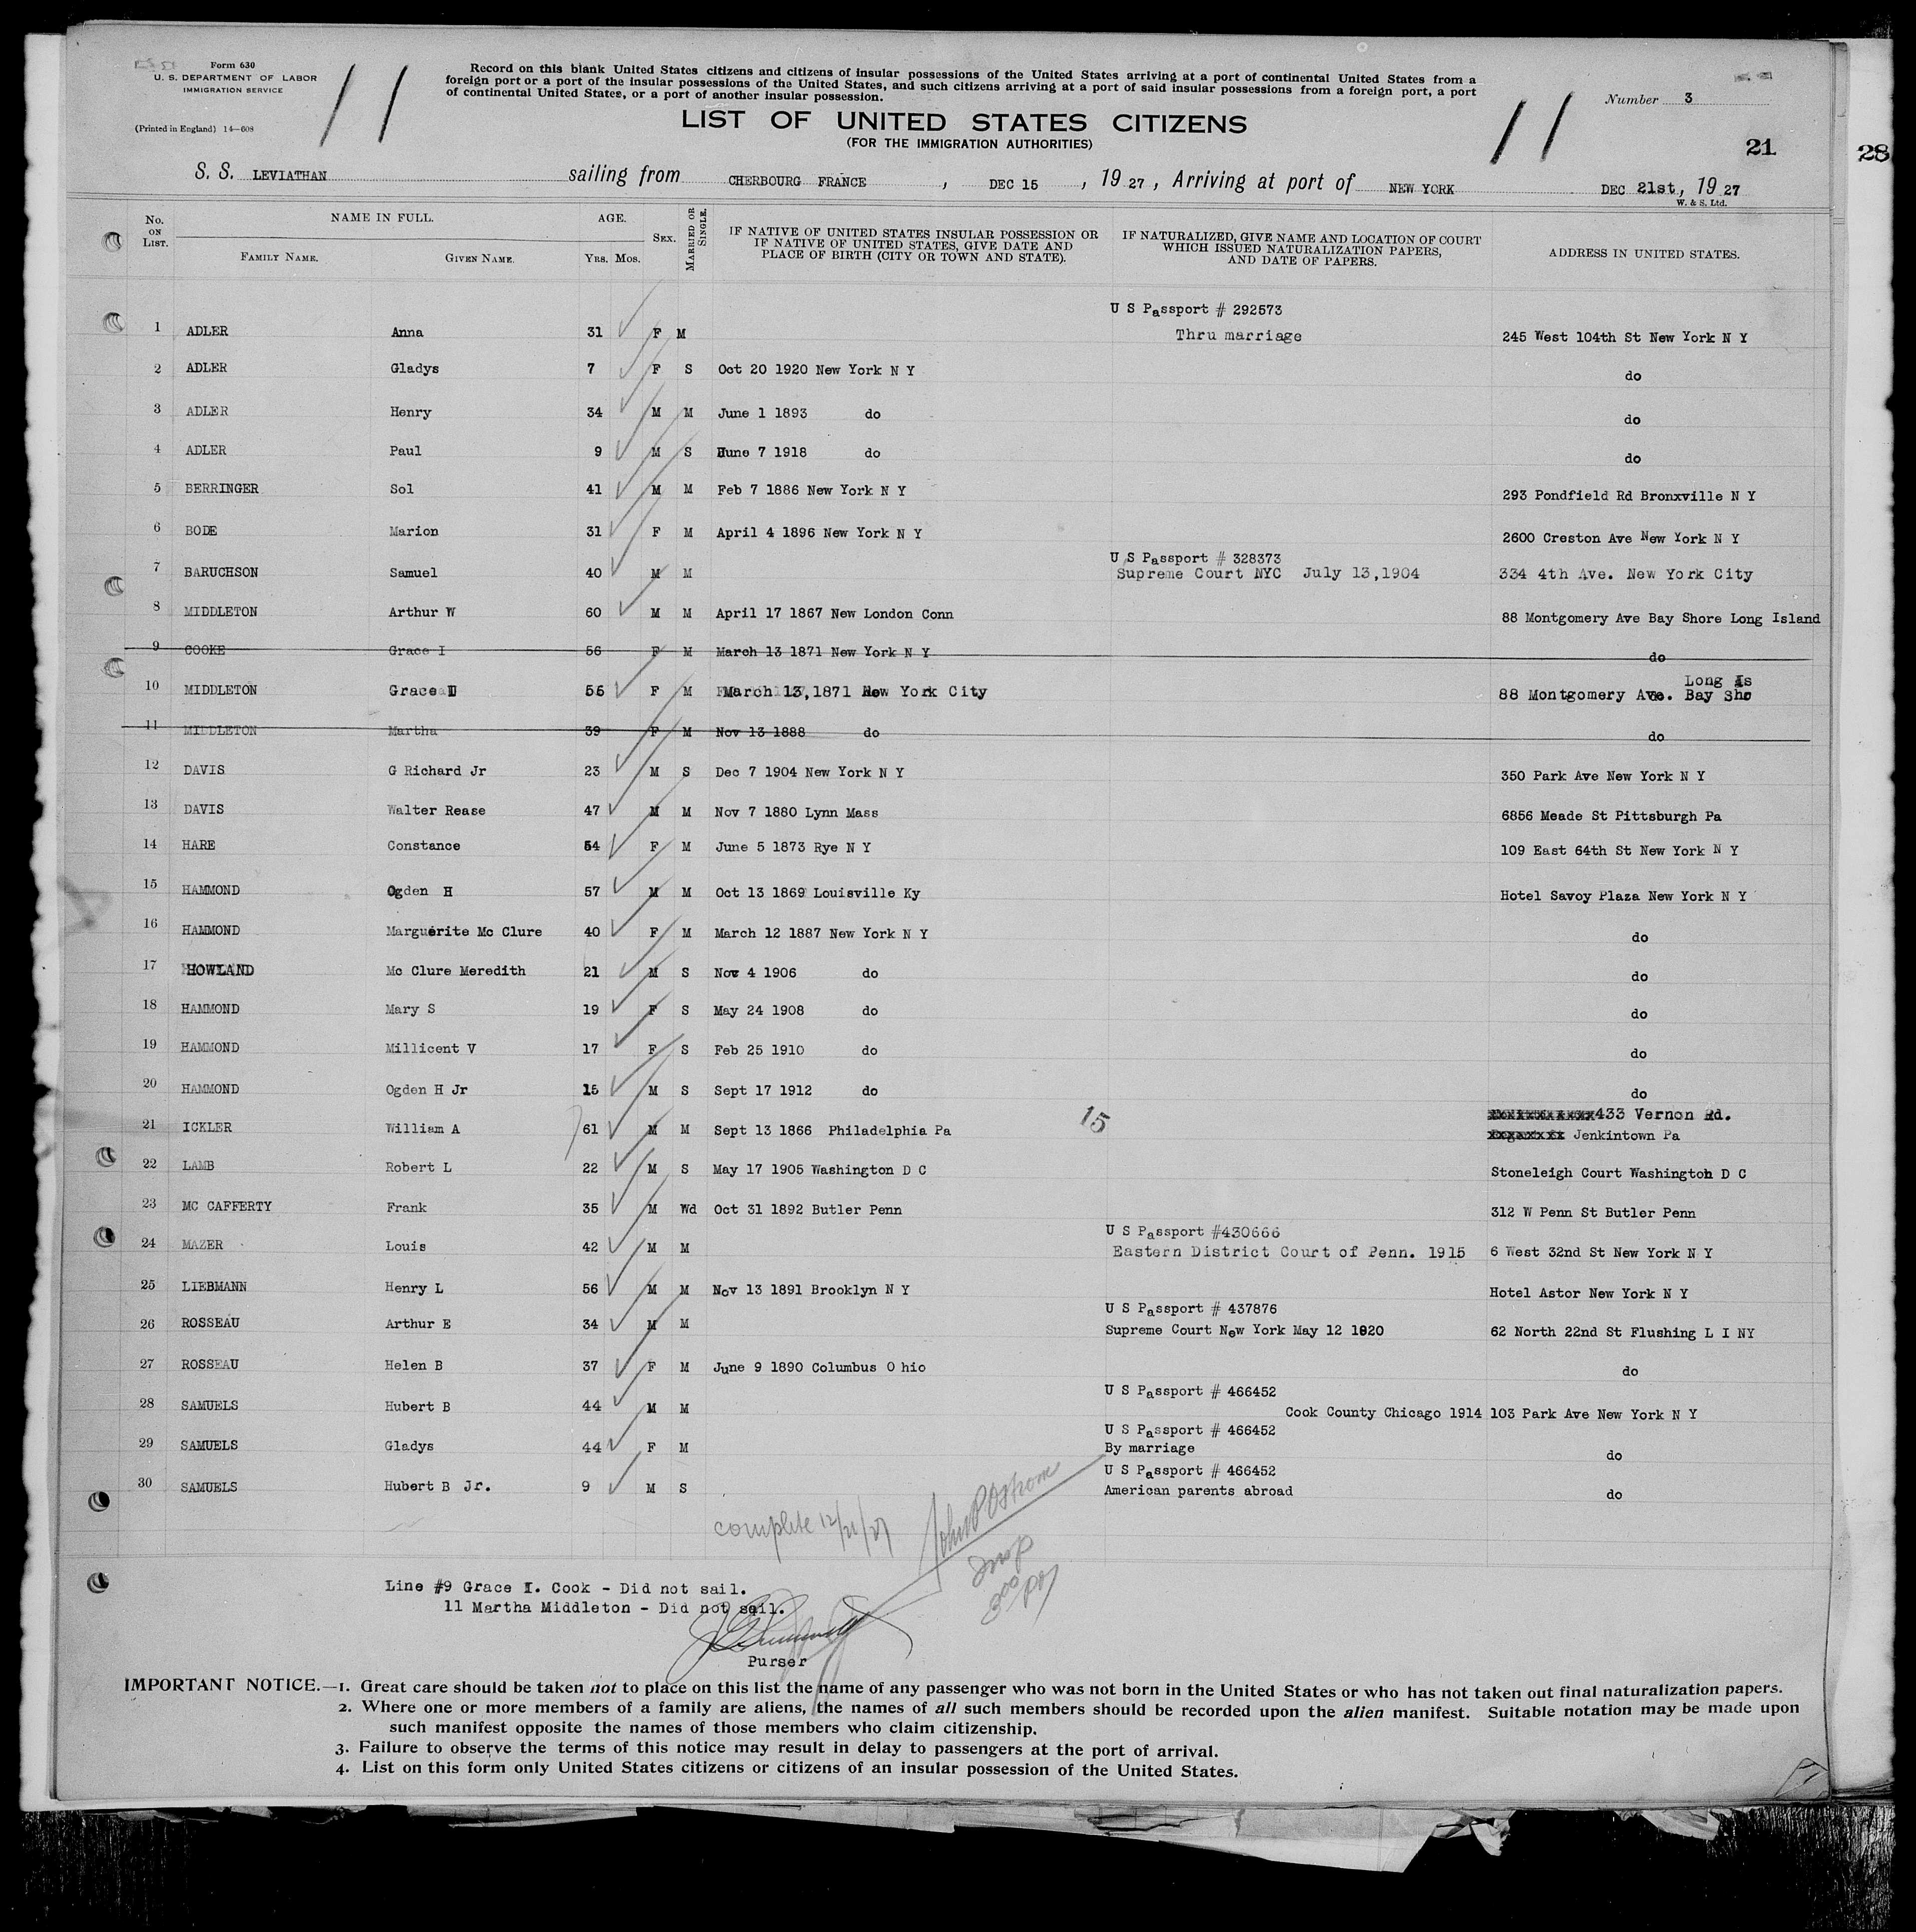 Form 630
U. S. DEPARTMENT OF LABOR
IMMIGRATION SERVICE
(Printed in England) 14—608
Record on this blank United States citizens and citizens of insular possessions of the United States arriving at a port of continental United States from a
foreign port or a port of the insular possessions of the United States, and such citizens arriving at a port of said insular possessions from a foreign port, a port
of continental United States, or a port of another insular possession.
Number 3
LIST OF UNITED STATES CITIZENS
(FOR THE IMMIGRATION AUTHORITIES)
11
11
21
28
S. S. LEVIATHAN sailing from CHERBOURG FRANCE, DEC 15, 1927, Arriving at port of NEW YORK DEC 21st, 1927
W. & S. Ltd.
No. ON LIST. NAME IN FULL. FAMILY NAME. GIVEN NAME. AGE. YRS. MOS. SEX. MARRIED OR SINGLE. IF NATIVE OF UNITED STATES INSULAR POSSESSION OR IF NATIVE OF UNITED STATES, GIVE DATE AND PLACE OF BIRTH (CITY OR TOWN AND STATE). IF NATURALIZED, GIVE NAME AND LOCATION OF COURT WHICH ISSUED NATURALIZATION PAPERS, AND DATE OF PAPERS. ADDRESS IN UNITED STATES.
U S Passport # 292573
1 ADLER Anna 31 F M Thru marriage 245 West 104th St New York N Y
2 ADLER Gladys 7 F S Oct 20 1920 New York N Y do
3 ADLER Henry 34 M M June 1 1893 do do
4 ADLER Paul 9 M S June 7 1918 do do
5 BERRINGER Sol 41 M M Feb 7 1886 New York N Y 293 Pondfield Rd Bronxville N Y
6 BODE Marion 31 F M April 4 1896 New York N Y 2600 Creston Ave New York N Y
U S Passport # 328373
7 BARUCHSON Samuel 40 M M Supreme Court NYC July 13,1904 334 4th Ave. New York City
8 MIDDLETON Arthur W 60 M M April 17 1867 New London Conn 88 Montgomery Ave Bay Shore Long Island
9 COOKE Grace I 56 F M March 13 1871 New York N Y do
Long Is
10 MIDDLETON Grace 56 F M March 13,1871 New York City 88 Montgomery Ave. Bay Sho
11 MIDDLETON Martha 39 F M Nov 13 1888 do do
12 DAVIS G Richard Jr 23 M S Dec 7 1904 New York N Y 350 Park Ave New York N Y
13 DAVIS Walter Rease 47 M M Nov 7 1880 Lynn Mass 6856 Meade St Pittsburgh Pa
14 HARE Constance 54 F M June 5 1873 Rye N Y 109 East 64th St New York N Y
15 HAMMOND Ogden H 57 M M Oct 13 1869 Louisville Ky Hotel Savoy Plaza New York N Y
16 HAMMOND Marguerite Mc Clure 40 F M March 12 1887 New York N Y do
17 HOWLAND Mc Clure Meredith 21 M S Nov 4 1906 do do
18 HAMMOND Mary S 19 F S May 24 1908 do do
19 HAMMOND Millicent V 17 F S Feb 25 1910 do do
20 HAMMOND Ogden H Jr 15 M S Sept 17 1912 do do
433 Vernon Rd.
21 ICKLER William A 61 M M Sept 13 1866 Philadelphia Pa 15 Jenkintown Pa
22 LAMB Robert L 22 M S May 17 1905 Washington D C Stoneleigh Court Washington D C
23 MC CAFFERTY Frank 35 M Wd Oct 31 1892 Butler Penn 312 W Penn St Butler Penn
U S Passport #430666
24 MAZER Louis 42 M M Eastern District Court of Penn. 1915 6 West 32nd St New York N Y
25 LIEBMANN Henry L 56 M M Nov 13 1891 Brooklyn N Y Hotel Astor New York N Y
U S Passport # 437876
26 ROSSEAU Arthur E 34 M M Supreme Court New York May 12 1920 62 North 22nd St Flushing L I NY
27 ROSSEAU Helen B 37 F M June 9 1890 Columbus O hio do
U S Passport # 466452
28 SAMUELS Hubert B 44 M M Cook County Chicago 1914 103 Park Ave New York N Y
U S Passport # 466452
29 SAMUELS Gladys 44 F M By marriage do
U S Passport # 466452
30 SAMUELS Hubert B Jr. 9 M S American parents abroad do
complete 12/21/27
Line #9 Grace I. Cook - Did not sail.
11 Martha Middleton - Did not sail.
Purser
IMPORTANT NOTICE.—1. Great care should be taken not to place on this list the name of any passenger who was not born in the United States or who has not taken out final naturalization papers.
2. Where one or more members of a family are aliens, the names of all such members should be recorded upon the alien manifest. Suitable notation may be made upon
such manifest opposite the names of those members who claim citizenship.
3. Failure to observe the terms of this notice may result in delay to passengers at the port of arrival.
4. List on this form only United States citizens or citizens of an insular possession of the United States.